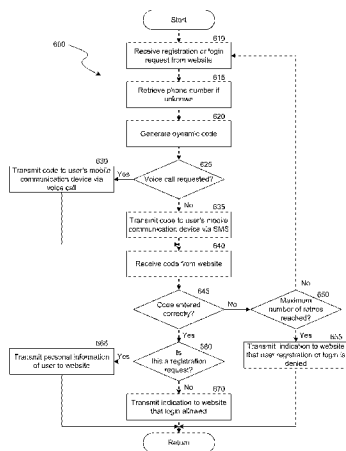 Start
600
610
Receive registration or login
request from website
615
Retrieve phone number if
unknown
620
Generate dynamic code
625
Voice call requested?
Yes
630
Transmit code to user's mobile
communication device via
voice call
No
635
Transmit code to user's mobile
communication device via SMS
640
Receive code from website
645
Code entered
correctly?
No
650
Maximum
number of retries
reached?
No
Yes
655
Transmit indication to website
that user registration or login is
denied
Yes
660
Is
this a registration
request?
Yes
665
Transmit personal information
of user to website
No
670
Transmit indication to website
that login allowed
Return